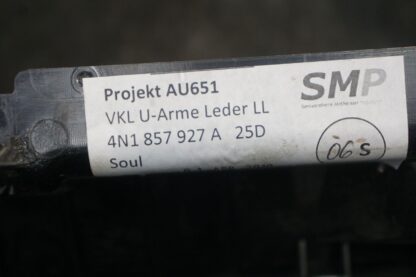 Projekt AU651
VKL U-Arme Leder LL
4N1 857 927 A 25D
Soul
SMP
06 S